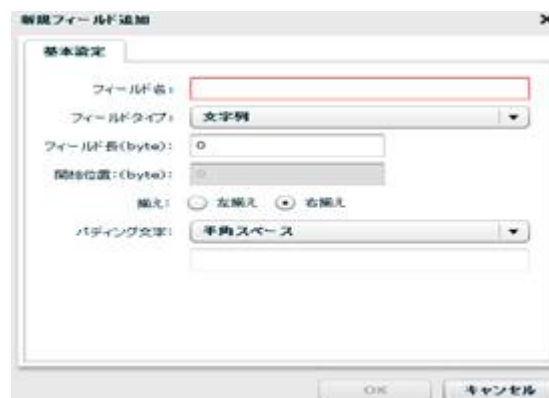 新規フィールド追加
基本設定
フィールド名:
フィールドタイプ: 文字列
フィールド長(byte): 0
開始位置:(byte): 0
揃え: 左揃え 右揃え
パディング文字: 半角スペース
OK キャンセル